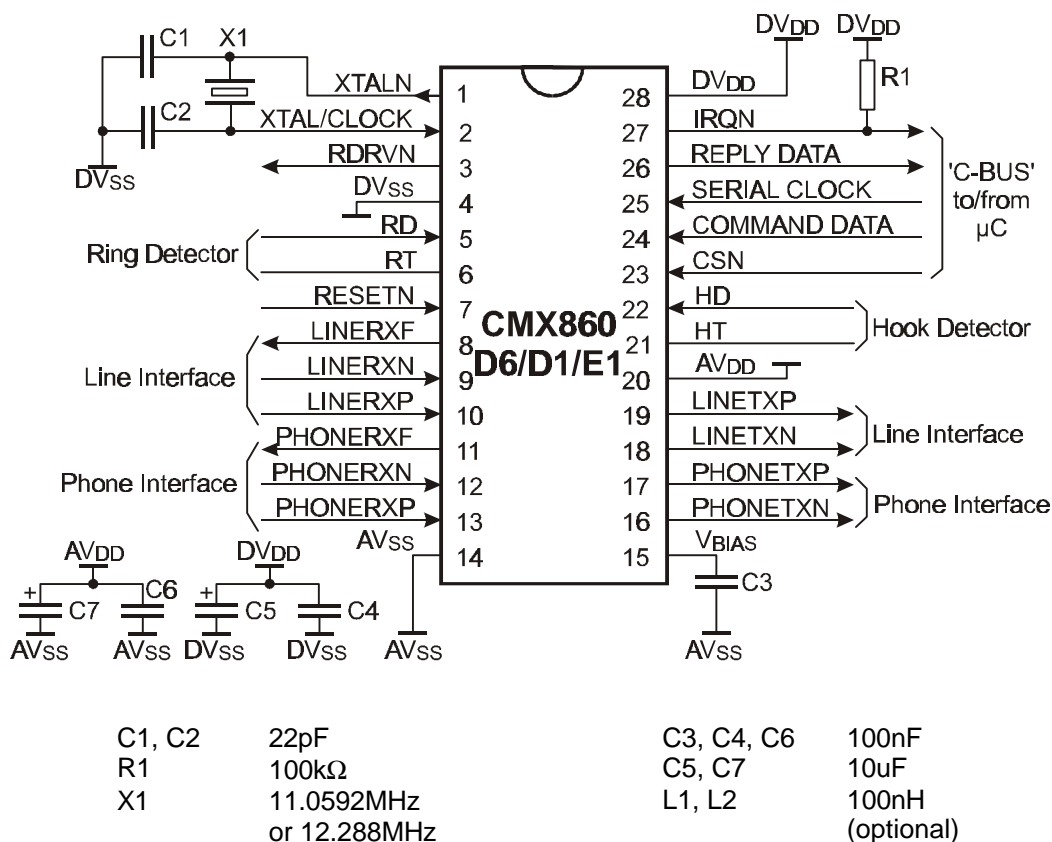 C1 X1
C2
DVSS
XTALN
XTAL/CLOCK
RDRVN
DVSS
RD
RT
Ring Detector
RESETN
LINERXF
LINERXN
LINERXP
Line Interface
PHONERXF
PHONERXN
PHONERXP
Phone Interface
AVSS
1
2
3
4
5
6
7
8
9
10
11
12
13
14
CMX860
D6/D1/E1
28
27
26
25
24
23
22
21
20
19
18
17
16
15
DVDD DVDD
R1
DVDD
IRQN
REPLY DATA
SERIAL CLOCK
COMMAND DATA
CSN
'C-BUS'
to/from
µC
HD
HT
Hook Detector
AVDD
LINETXP
LINETXN
Line Interface
PHONETXP
PHONETXN
Phone Interface
VBIAS
C3
AVSS
AVDD DVDD
+ C7 C6 + C5 C4
AVSS AVSS DVSS DVSS AVSS
C1, C2 22pF
R1 100kΩ
X1 11.0592MHz
or 12.288MHz
C3, C4, C6 100nF
C5, C7 10uF
L1, L2 100nH
(optional)